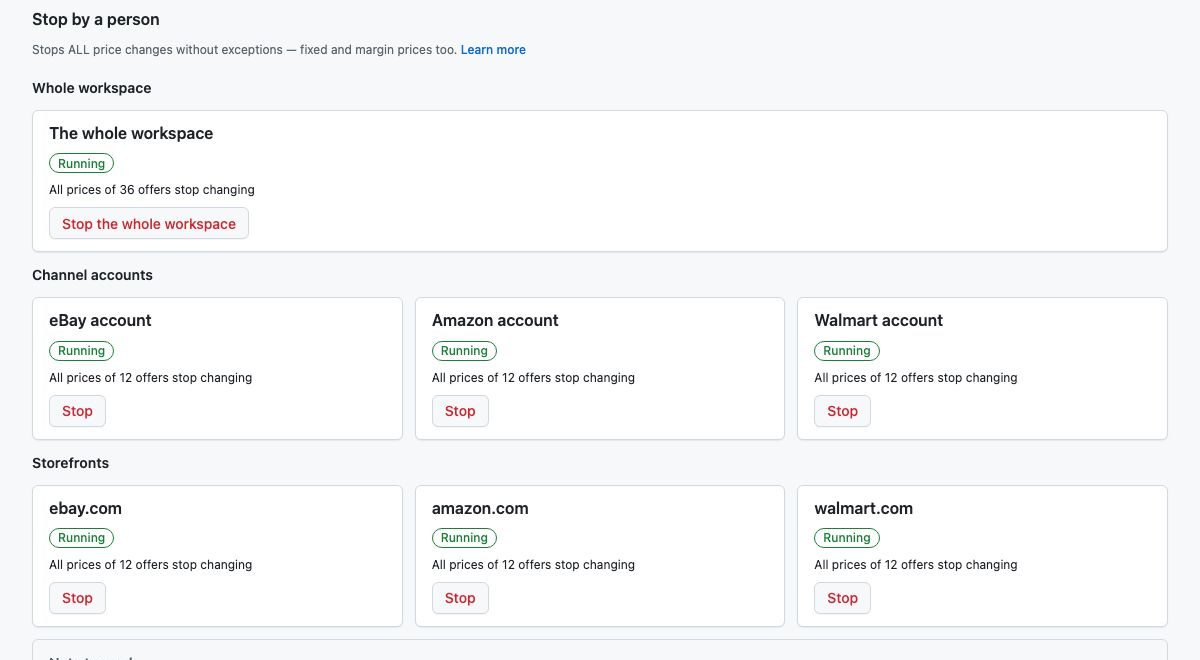 Stop by a person
Stops ALL price changes without exceptions — fixed and margin prices too. Learn more
Whole workspace
The whole workspace
Running
All prices of 36 offers stop changing
Stop the whole workspace
Channel accounts
eBay account
Running
All prices of 12 offers stop changing
Stop
Amazon account
Running
All prices of 12 offers stop changing
Stop
Walmart account
Running
All prices of 12 offers stop changing
Stop
Storefronts
ebay.com
Running
All prices of 12 offers stop changing
Stop
amazon.com
Running
All prices of 12 offers stop changing
Stop
walmart.com
Running
All prices of 12 offers stop changing
Stop